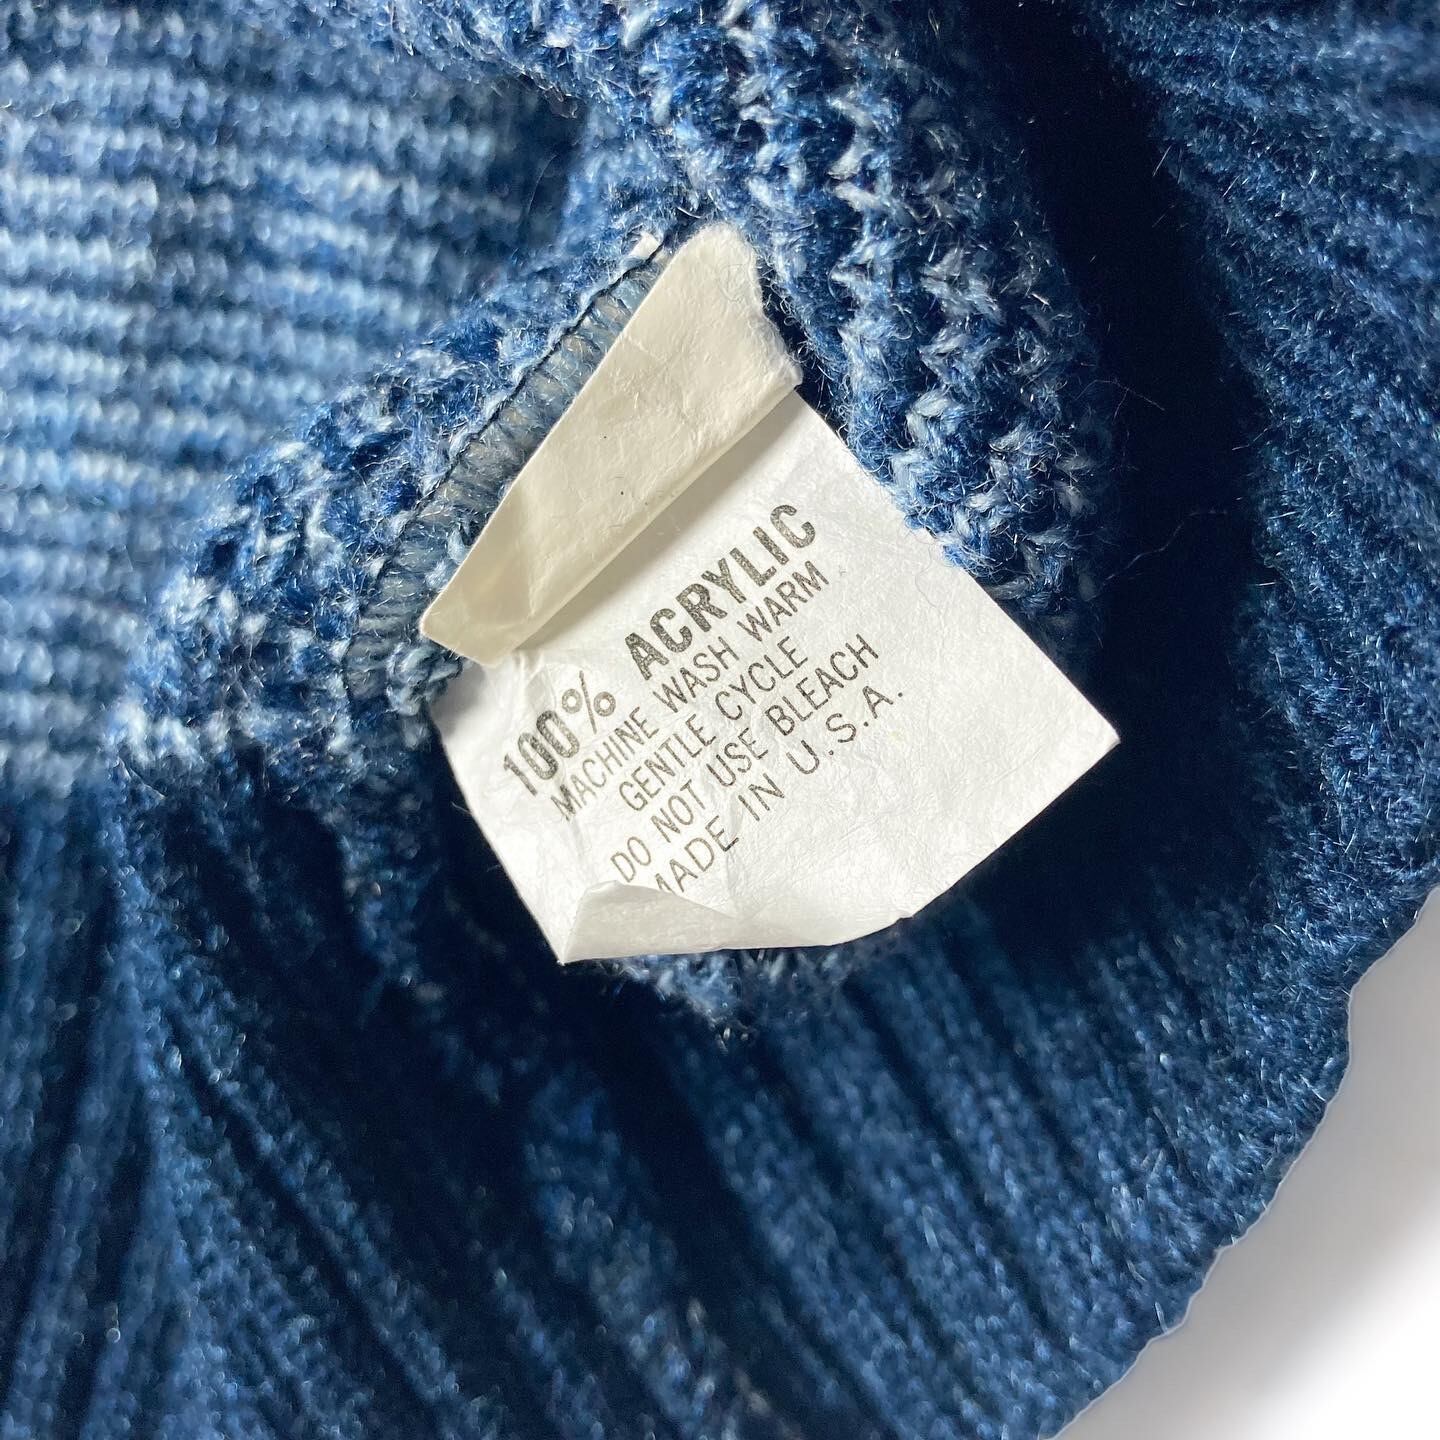 100% ACRYLIC
MACHINE WASH WARM
GENTLE CYCLE
DO NOT USE BLEACH
MADE IN U.S.A.